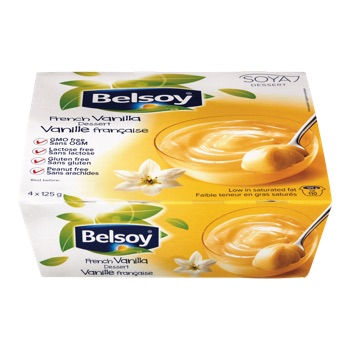 Belsoy
SOYA
DESSERT
French Vanilla
Dessert
Vanille française
GMO free
Sans OGM
Lactose free
Sans lactose
Gluten free
Sans gluten
Peanut free
Sans arachides
4 x 125 g
Low in saturated fat
Faible teneur en gras saturés
Belsoy
French Vanilla
Dessert
Vanille française